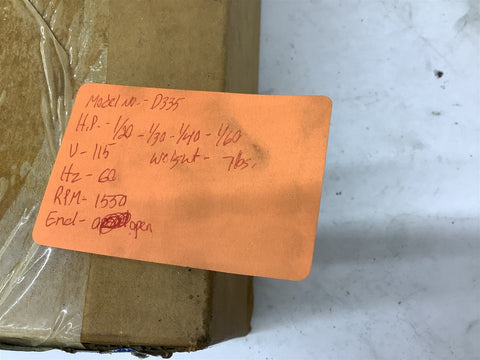 Model no.- D335
H.P.- 1/20 - 1/30 - 1/40 - 1/60
V- 115 Weight- 7lbs.
Hz- 60
RPM- 1550
Encl- open